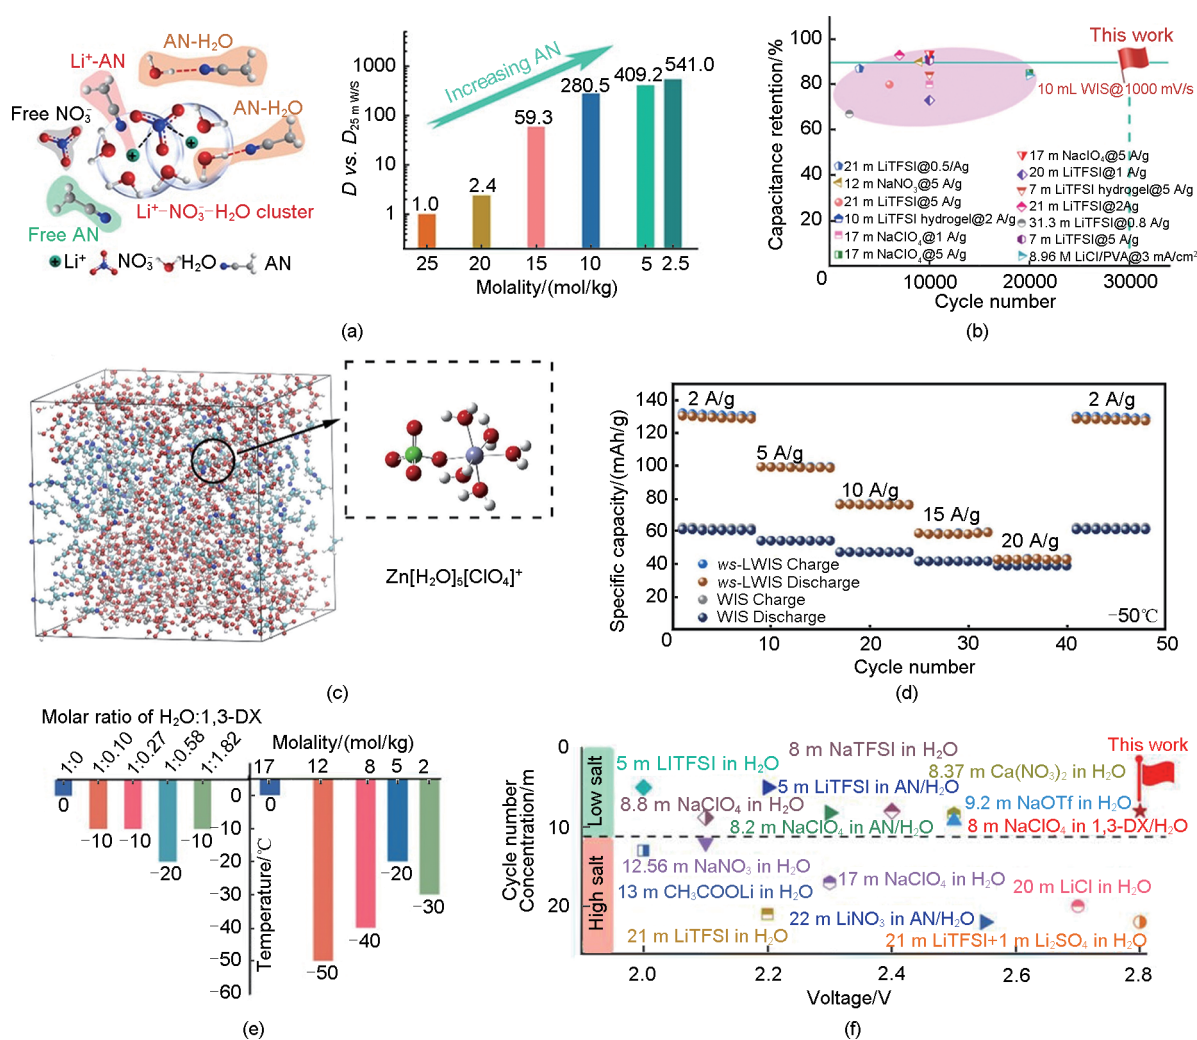 AN-H₂O
Li⁺-AN
AN-H₂O
Free NO₃⁻
Li⁺-NO₃⁻-H₂O cluster
Free AN
Li⁺ NO₃⁻ H₂O AN
D vs. D₂₅ m W/S
1000
100
10
1
Increasing AN
1.0
2.4
59.3
280.5
409.2
541.0
25 20 15 10 5 2.5
Molality/(mol/kg)
(a)
Capacitance retention/%
100
80
60
40
20
0
This work
10 mL WIS@1000 mV/s
21 m LiTFSI@0.5/Ag
12 m NaNO₃@5 A/g
21 m LiTFSI@5 A/g
10 m LiTFSI hydrogel@2 A/g
17 m NaClO₄@1 A/g
17 m NaClO₄@5 A/g
17 m NaclO₄@5 A/g
20 m LiTFSI@1 A/g
7 m LiTFSI hydrogel@5 A/g
21 m LiTFSI@2Ag
31.3 m LiTFSI@0.8 A/g
7 m LiTFSI@5 A/g
8.96 M LiCl/PVA@3 mA/cm²
10000 20000 30000
Cycle number
(b)
Zn[H₂O]₅[ClO₄]⁺
(c)
Specific capacity/(mAh/g)
140
120
100
80
60
40
20
2 A/g
5 A/g
10 A/g
15 A/g
20 A/g
2 A/g
ws-LWIS Charge
ws-LWIS Discharge
WIS Charge
WIS Discharge
−50℃
0 10 20 30 40 50
Cycle number
(d)
Molar ratio of H₂O:1,3-DX
1:0 1:0.10 1:0.27 1:0.58 1:1.82
Molality/(mol/kg)
17 12 8 5 2
0
−10
−10
−20
−10
Temperature/℃
0
−10
−20
−30
−40
−50
−60
0
−50
−40
−20
−30
(e)
Cycle number
Concentration/m
0
10
20
Low salt
High salt
This work
8 m NaTFSI in H₂O
5 m LITFSI in H₂O
8.37 m Ca(NO₃)₂ in H₂O
5 m LiTFSI in AN/H₂O
8.8 m NaClO₄ in H₂O
9.2 m NaOTf in H₂O
8.2 m NaClO₄ in AN/H₂O
8 m NaClO₄ in 1,3-DX/H₂O
12.56 m NaNO₃ in H₂O
17 m NaClO₄ in H₂O
13 m CH₃COOLi in H₂O
20 m LiCl in H₂O
22 m LiNO₃ in AN/H₂O
21 m LiTFSI in H₂O
21 m LiTFSI+1 m Li₂SO₄ in H₂O
2.0 2.2 2.4 2.6 2.8
Voltage/V
(f)